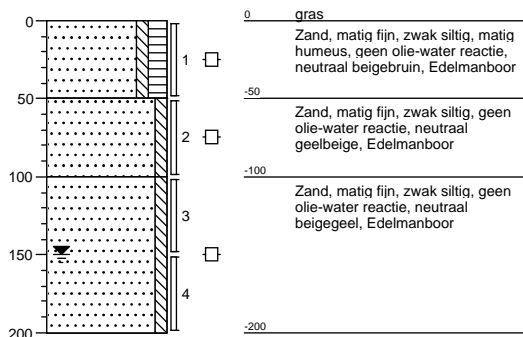 0
50
100
150
200
1
2
3
4
0
gras
Zand, matig fijn, zwak siltig, matig
humeus, geen olie-water reactie,
neutraal beigebruin, Edelmanboor
-50
Zand, matig fijn, zwak siltig, geen
olie-water reactie, neutraal
geelbeige, Edelmanboor
-100
Zand, matig fijn, zwak siltig, geen
olie-water reactie, neutraal
beigegeel, Edelmanboor
-200